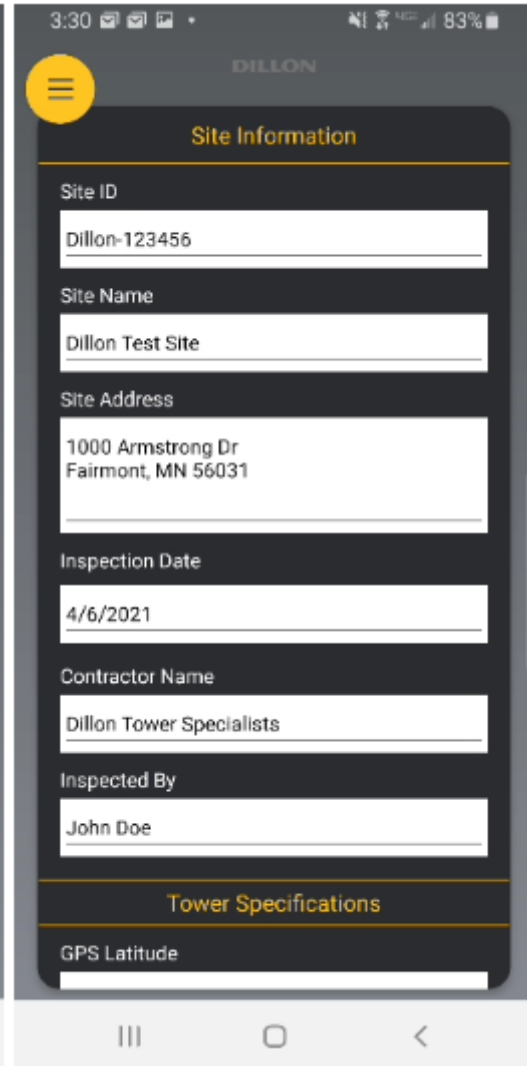 3:30
83%
DILLON
Site Information
Site ID
Dillon-123456
Site Name
Dillon Test Site
Site Address
1000 Armstrong Dr
Fairmont, MN 56031
Inspection Date
4/6/2021
Contractor Name
Dillon Tower Specialists
Inspected By
John Doe
Tower Specifications
GPS Latitude